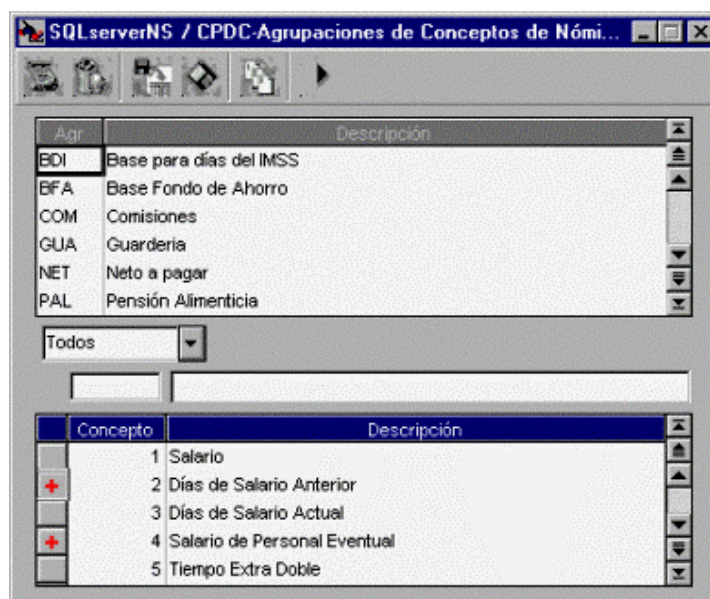 SQLserverNS / CPDC-Agrupaciones de Conceptos de Nómi...
Agr Descripción
BDI Base para días del IMSS
BFA Base Fondo de Ahorro
COM Comisiones
GUA Guarderia
NET Neto a pagar
PAL Pensión Alimenticia
Todos
Concepto Descripción
1 Salario
2 Días de Salario Anterior
3 Días de Salario Actual
4 Salario de Personal Eventual
5 Tiempo Extra Doble